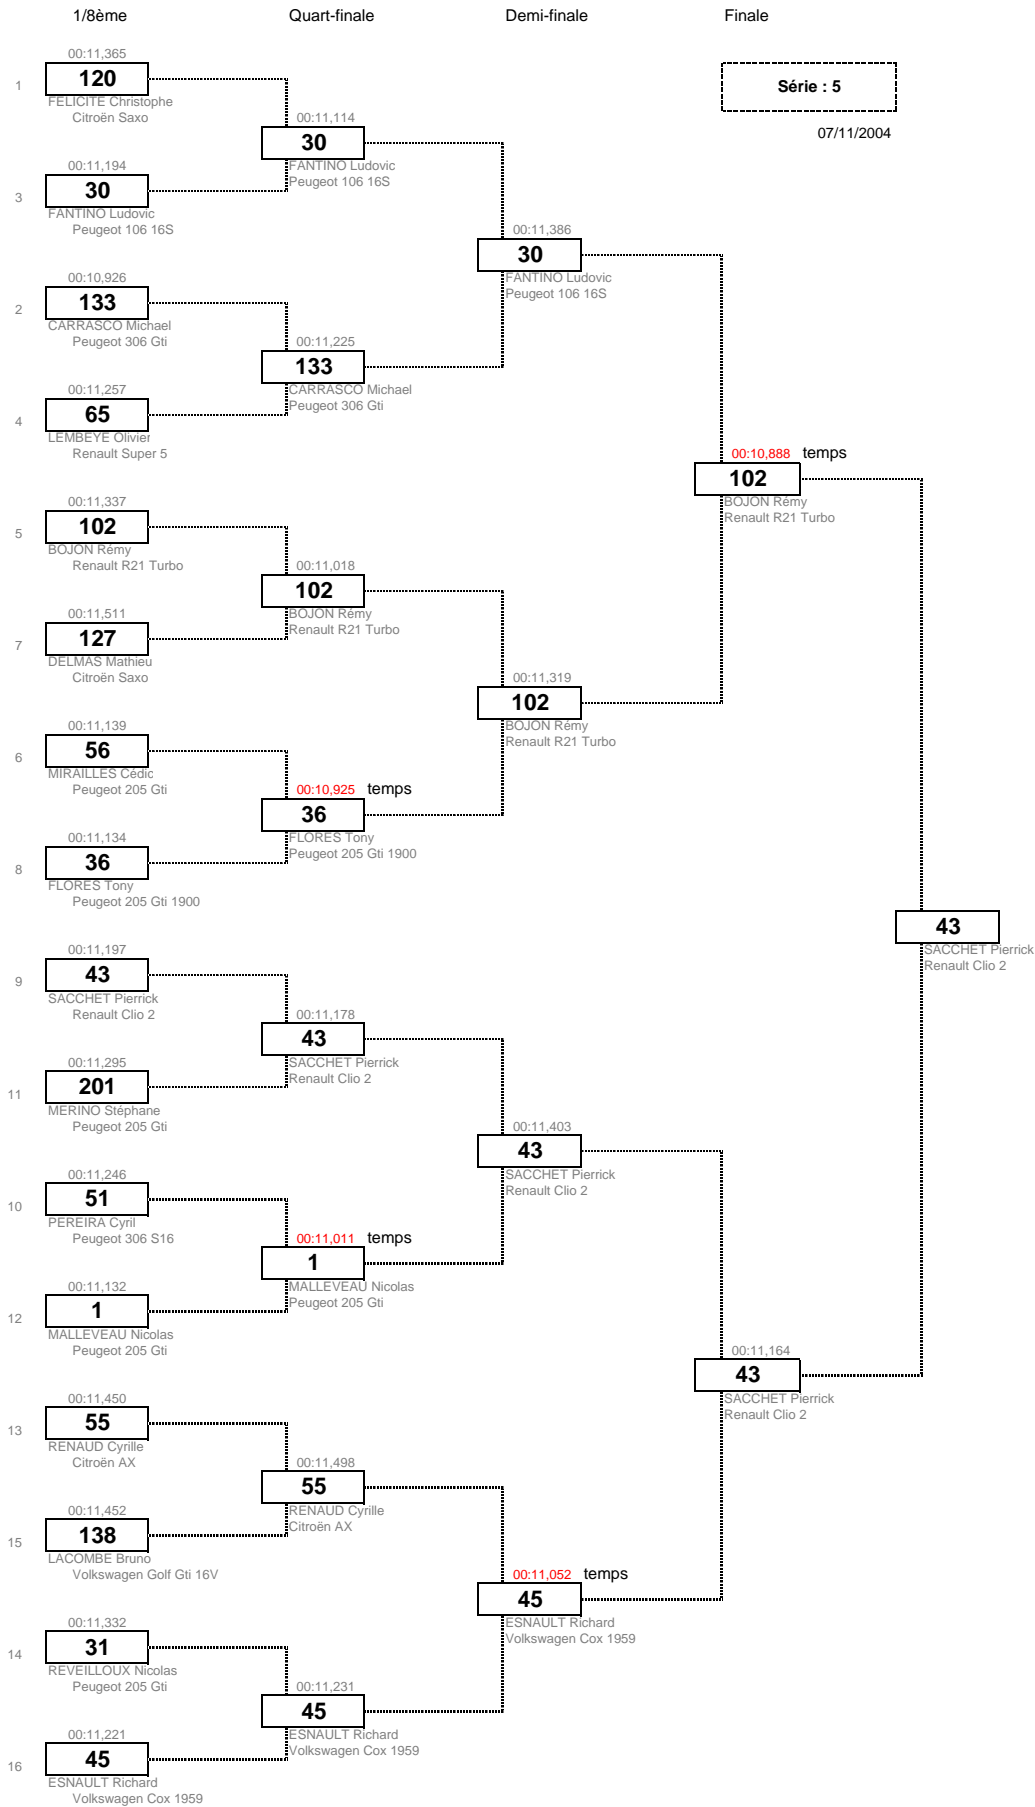 1/8ème
Quart-finale
Demi-finale
Finale
Série : 5
07/11/2004
1
00:11,365
120
FELICITE Christophe
Citroën Saxo
3
00:11,194
30
FANTINO Ludovic
Peugeot 106 16S
2
00:10,926
133
CARRASCO Michael
Peugeot 306 Gti
4
00:11,257
65
LEMBEYE Olivier
Renault Super 5
5
00:11,337
102
BOJON Rémy
Renault R21 Turbo
7
00:11,511
127
DELMAS Mathieu
Citroën Saxo
6
00:11,139
56
MIRAILLES Cédic
Peugeot 205 Gti
8
00:11,134
36
FLORES Tony
Peugeot 205 Gti 1900
9
00:11,197
43
SACCHET Pierrick
Renault Clio 2
11
00:11,295
201
MERINO Stéphane
Peugeot 205 Gti
10
00:11,246
51
PEREIRA Cyril
Peugeot 306 S16
12
00:11,132
1
MALLEVEAU Nicolas
Peugeot 205 Gti
13
00:11,450
55
RENAUD Cyrille
Citroën AX
15
00:11,452
138
LACOMBE Bruno
Volkswagen Golf Gti 16V
14
00:11,332
31
REVEILLOUX Nicolas
Peugeot 205 Gti
16
00:11,221
45
ESNAULT Richard
Volkswagen Cox 1959
00:11,114
30
FANTINO Ludovic
Peugeot 106 16S
00:11,225
133
CARRASCO Michael
Peugeot 306 Gti
00:11,018
102
BOJON Rémy
Renault R21 Turbo
00:10,925 temps
36
FLORES Tony
Peugeot 205 Gti 1900
00:11,178
43
SACCHET Pierrick
Renault Clio 2
00:11,011 temps
1
MALLEVEAU Nicolas
Peugeot 205 Gti
00:11,498
55
RENAUD Cyrille
Citroën AX
00:11,231
45
ESNAULT Richard
Volkswagen Cox 1959
00:11,386
30
FANTINO Ludovic
Peugeot 106 16S
00:11,319
102
BOJON Rémy
Renault R21 Turbo
00:11,403
43
SACCHET Pierrick
Renault Clio 2
00:11,052 temps
45
ESNAULT Richard
Volkswagen Cox 1959
00:10,888 temps
102
BOJON Rémy
Renault R21 Turbo
00:11,164
43
SACCHET Pierrick
Renault Clio 2
43
SACCHET Pierrick
Renault Clio 2